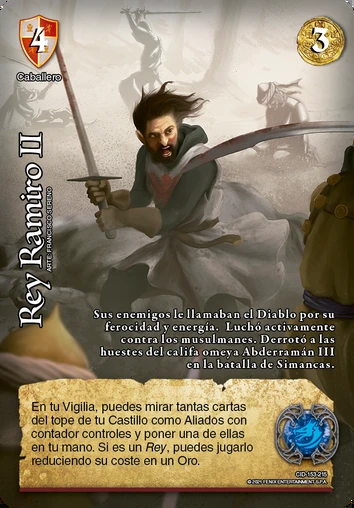 4
3
Caballero
Rey Ramiro II
ARTE: FRANCISCO SERENO
Sus enemigos le llamaban el Diablo por su
ferocidad y energía. Luchó activamente
contra los musulmanes. Derrotó a las
huestes del califa omeya Abderramán III
en la batalla de Simancas.
En tu Vigilia, puedes mirar tantas cartas
del tope de tu Castillo como Aliados con
contador controles y poner una de ellas
en tu mano. Si es un Rey, puedes jugarlo
reduciendo su coste en un Oro.
CID-153-215
© 2021 FENIX ENTERTAINMENT S.P.A.